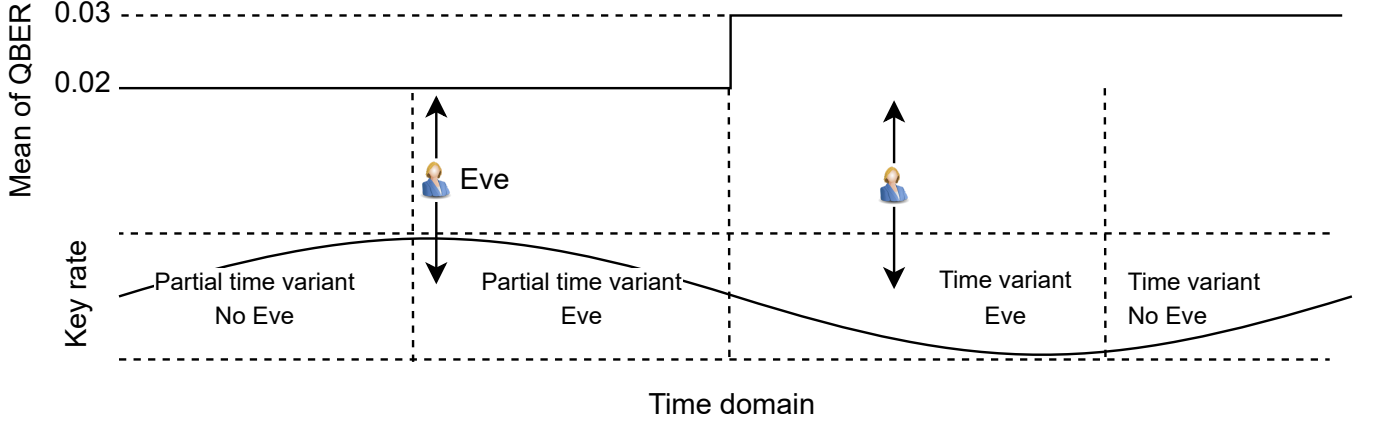 Mean of QBER
0.03
0.02
Eve
Key rate
Partial time variant
No Eve
Partial time variant
Eve
Time variant
Eve
Time variant
No Eve
Time domain